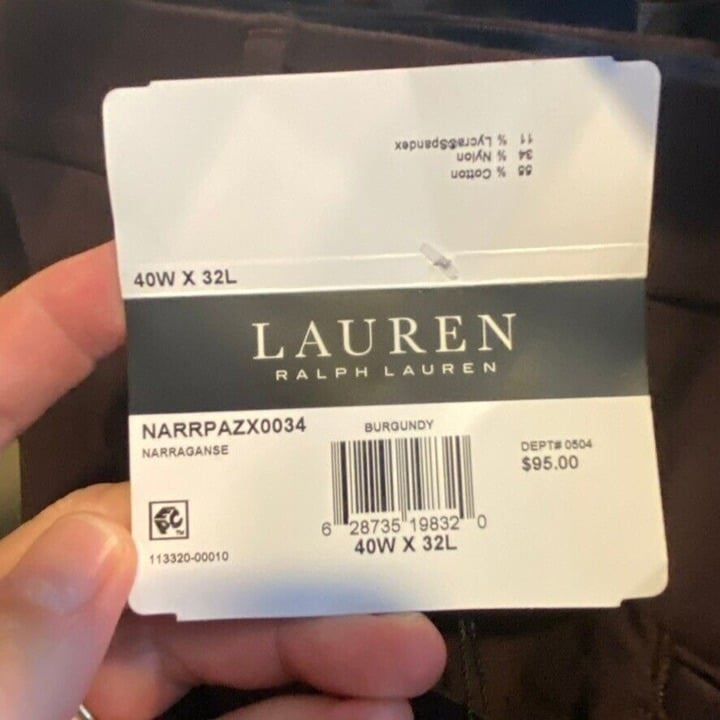 55 % Cotton
34 % Nylon
11 % Lycra®Spandex
40W X 32L
LAUREN
RALPH LAUREN
NARRPAZX0034
NARRAGANSE
BURGUNDY
DEPT# 0504
$95.00
6 28735 19832 0
40W X 32L
EPC™
113320-00010